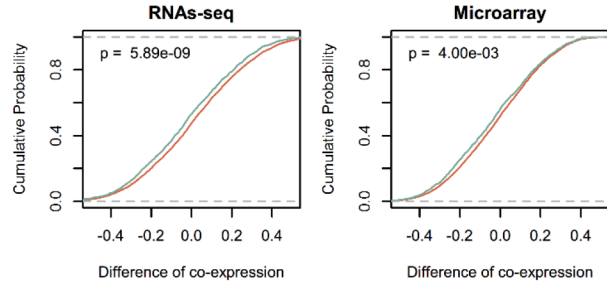 RNAs-seq
Cumulative Probability
0.0 0.4 0.8
p = 5.89e-09
-0.4 -0.2 0.0 0.2 0.4
Difference of co-expression
Microarray
Cumulative Probability
0.0 0.4 0.8
p = 4.00e-03
-0.4 -0.2 0.0 0.2 0.4
Difference of co-expression